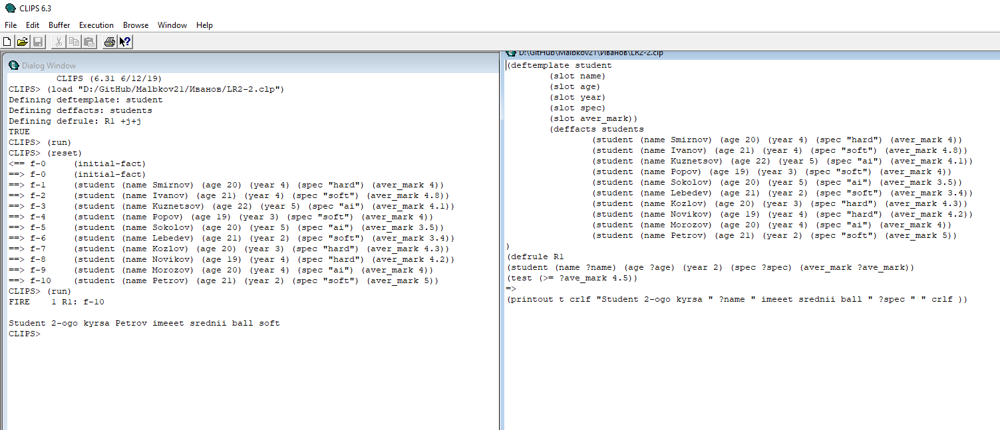 CLIPS 6.3
File Edit Buffer Execution Browse Window Help
Dialog Window
CLIPS (6.31 6/12/19)
CLIPS> (load "D:/GitHub/Malbkov21/Иванов/LR2-2.clp")
Defining deftemplate: student
Defining deffacts: students
Defining defrule: R1 +j+j
TRUE
CLIPS> (run)
CLIPS> (reset)
<== f-0 (initial-fact)
==> f-0 (initial-fact)
==> f-1 (student (name Smirnov) (age 20) (year 4) (spec "hard") (aver_mark 4))
==> f-2 (student (name Ivanov) (age 21) (year 4) (spec "soft") (aver_mark 4.8))
==> f-3 (student (name Kuznetsov) (age 22) (year 5) (spec "ai") (aver_mark 4.1))
==> f-4 (student (name Popov) (age 19) (year 3) (spec "soft") (aver_mark 4))
==> f-5 (student (name Sokolov) (age 20) (year 5) (spec "ai") (aver_mark 3.5))
==> f-6 (student (name Lebedev) (age 21) (year 2) (spec "soft") (aver_mark 3.4))
==> f-7 (student (name Kozlov) (age 20) (year 3) (spec "hard") (aver_mark 4.3))
==> f-8 (student (name Novikov) (age 19) (year 4) (spec "hard") (aver_mark 4.2))
==> f-9 (student (name Morozov) (age 20) (year 4) (spec "ai") (aver_mark 4))
==> f-10 (student (name Petrov) (age 21) (year 2) (spec "soft") (aver_mark 5))
CLIPS> (run)
FIRE 1 R1: f-10
Student 2-ogo kyrsa Petrov imeeet srednii ball soft
CLIPS>
D:\GitHub\Malbkov21\Иванов\LR2-2.clp
(deftemplate student
(slot name)
(slot age)
(slot year)
(slot spec)
(slot aver_mark))
(deffacts students
(student (name Smirnov) (age 20) (year 4) (spec "hard") (aver_mark 4))
(student (name Ivanov) (age 21) (year 4) (spec "soft") (aver_mark 4.8))
(student (name Kuznetsov) (age 22) (year 5) (spec "ai") (aver_mark 4.1))
(student (name Popov) (age 19) (year 3) (spec "soft") (aver_mark 4))
(student (name Sokolov) (age 20) (year 5) (spec "ai") (aver_mark 3.5))
(student (name Lebedev) (age 21) (year 2) (spec "soft") (aver_mark 3.4))
(student (name Kozlov) (age 20) (year 3) (spec "hard") (aver_mark 4.3))
(student (name Novikov) (age 19) (year 4) (spec "hard") (aver_mark 4.2))
(student (name Morozov) (age 20) (year 4) (spec "ai") (aver_mark 4))
(student (name Petrov) (age 21) (year 2) (spec "soft") (aver_mark 5))
)
(defrule R1
(student (name ?name) (age ?age) (year 2) (spec ?spec) (aver_mark ?ave_mark))
(test (>= ?ave_mark 4.5))
=>
(printout t crlf "Student 2-ogo kyrsa " ?name " imeeet srednii ball " ?spec " " crlf ))